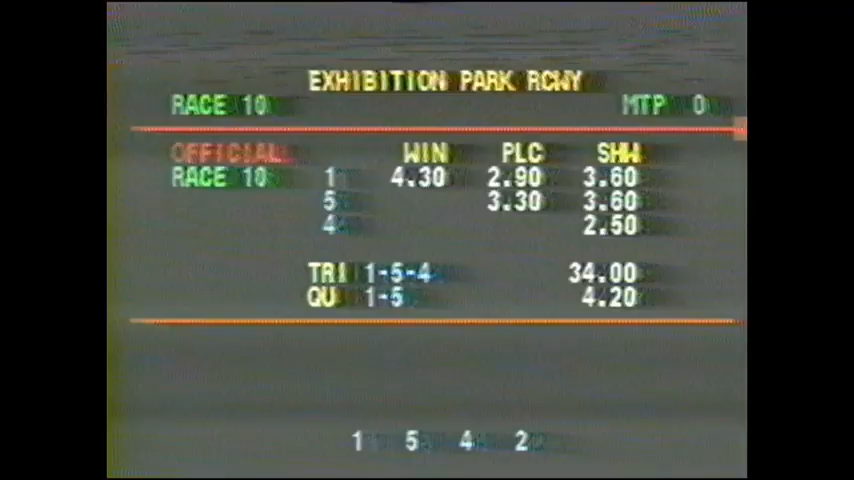 EXHIBITION PARK RCWY
RACE 10 MTP 0
OFFICIAL WIN PLC SHW
RACE 10 1 4.30 2.90 3.60
5 3.30 3.60
4 2.50
TRI 1-5-4 34.00
QU 1-5 4.20
1 5 4 2